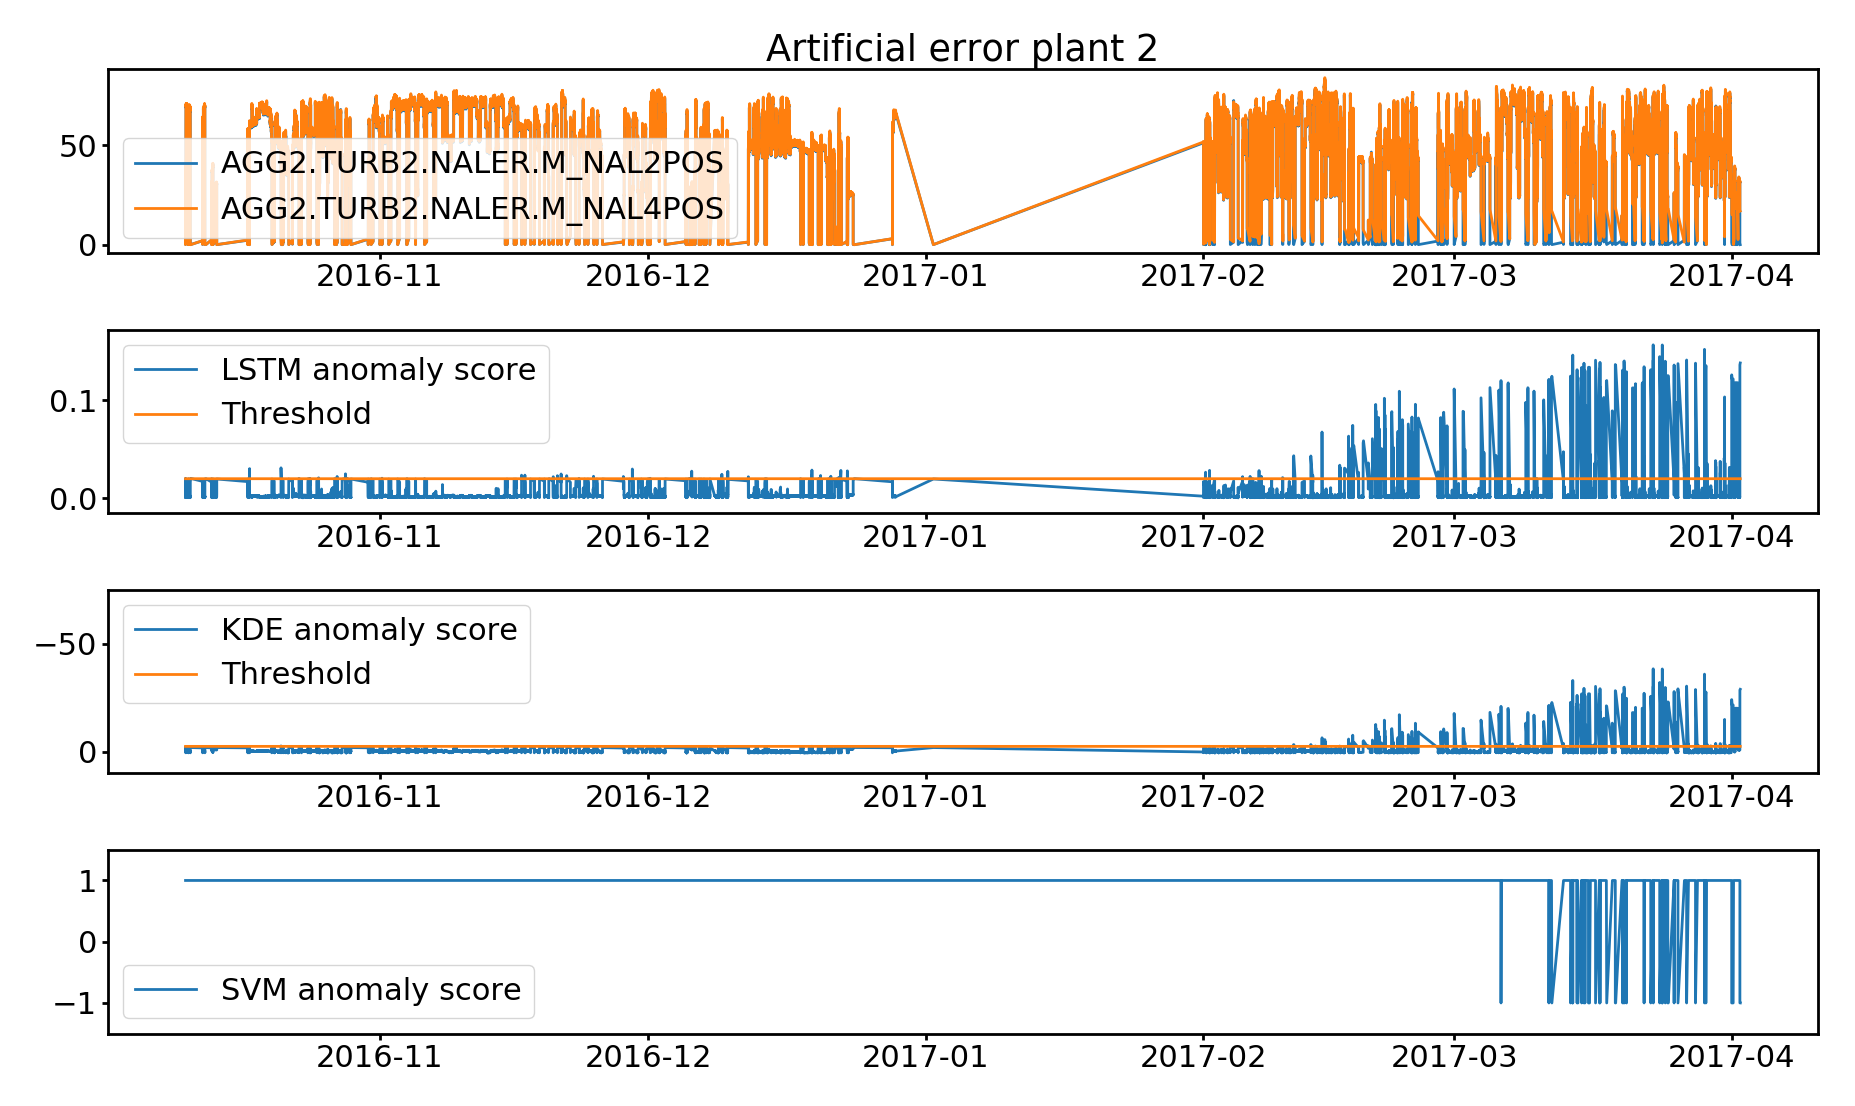 Artificial error plant 2
50
0
AGG2.TURB2.NALER.M_NAL2POS
AGG2.TURB2.NALER.M_NAL4POS
2016-11 2016-12 2017-01 2017-02 2017-03 2017-04
0.1
0.0
LSTM anomaly score
Threshold
2016-11 2016-12 2017-01 2017-02 2017-03 2017-04
−50
0
KDE anomaly score
Threshold
2016-11 2016-12 2017-01 2017-02 2017-03 2017-04
1
0
−1
SVM anomaly score
2016-11 2016-12 2017-01 2017-02 2017-03 2017-04